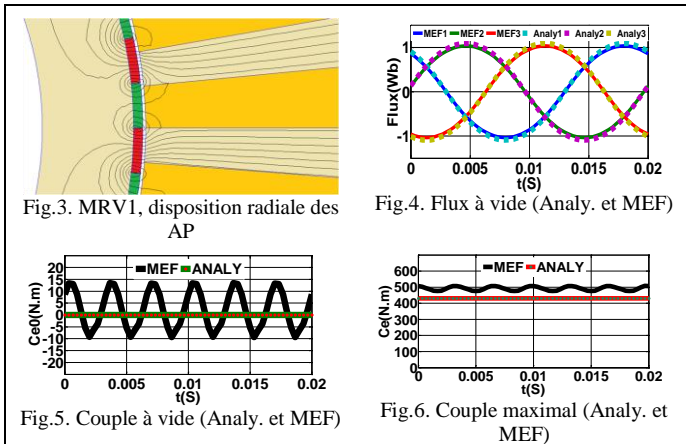 Fig.3. MRV1, disposition radiale des
AP
MEF1 MEF2 MEF3 Analy1 Analy2 Analy3
Flux(Wb)
1
0
-1
0 0.005 0.01 0.015 0.02
t(S)
Fig.4. Flux à vide (Analy. et MEF)
MEF ANALY
Ce0(N.m)
20
15
10
5
0
-5
-10
-15
-20
0 0.005 0.01 0.015 0.02
t(S)
Fig.5. Couple à vide (Analy. et MEF)
MEF ANALY
Ce(N.m)
600
500
400
300
200
100
0
0 0.005 0.01 0.015 0.02
t(S)
Fig.6. Couple maximal (Analy. et
MEF)